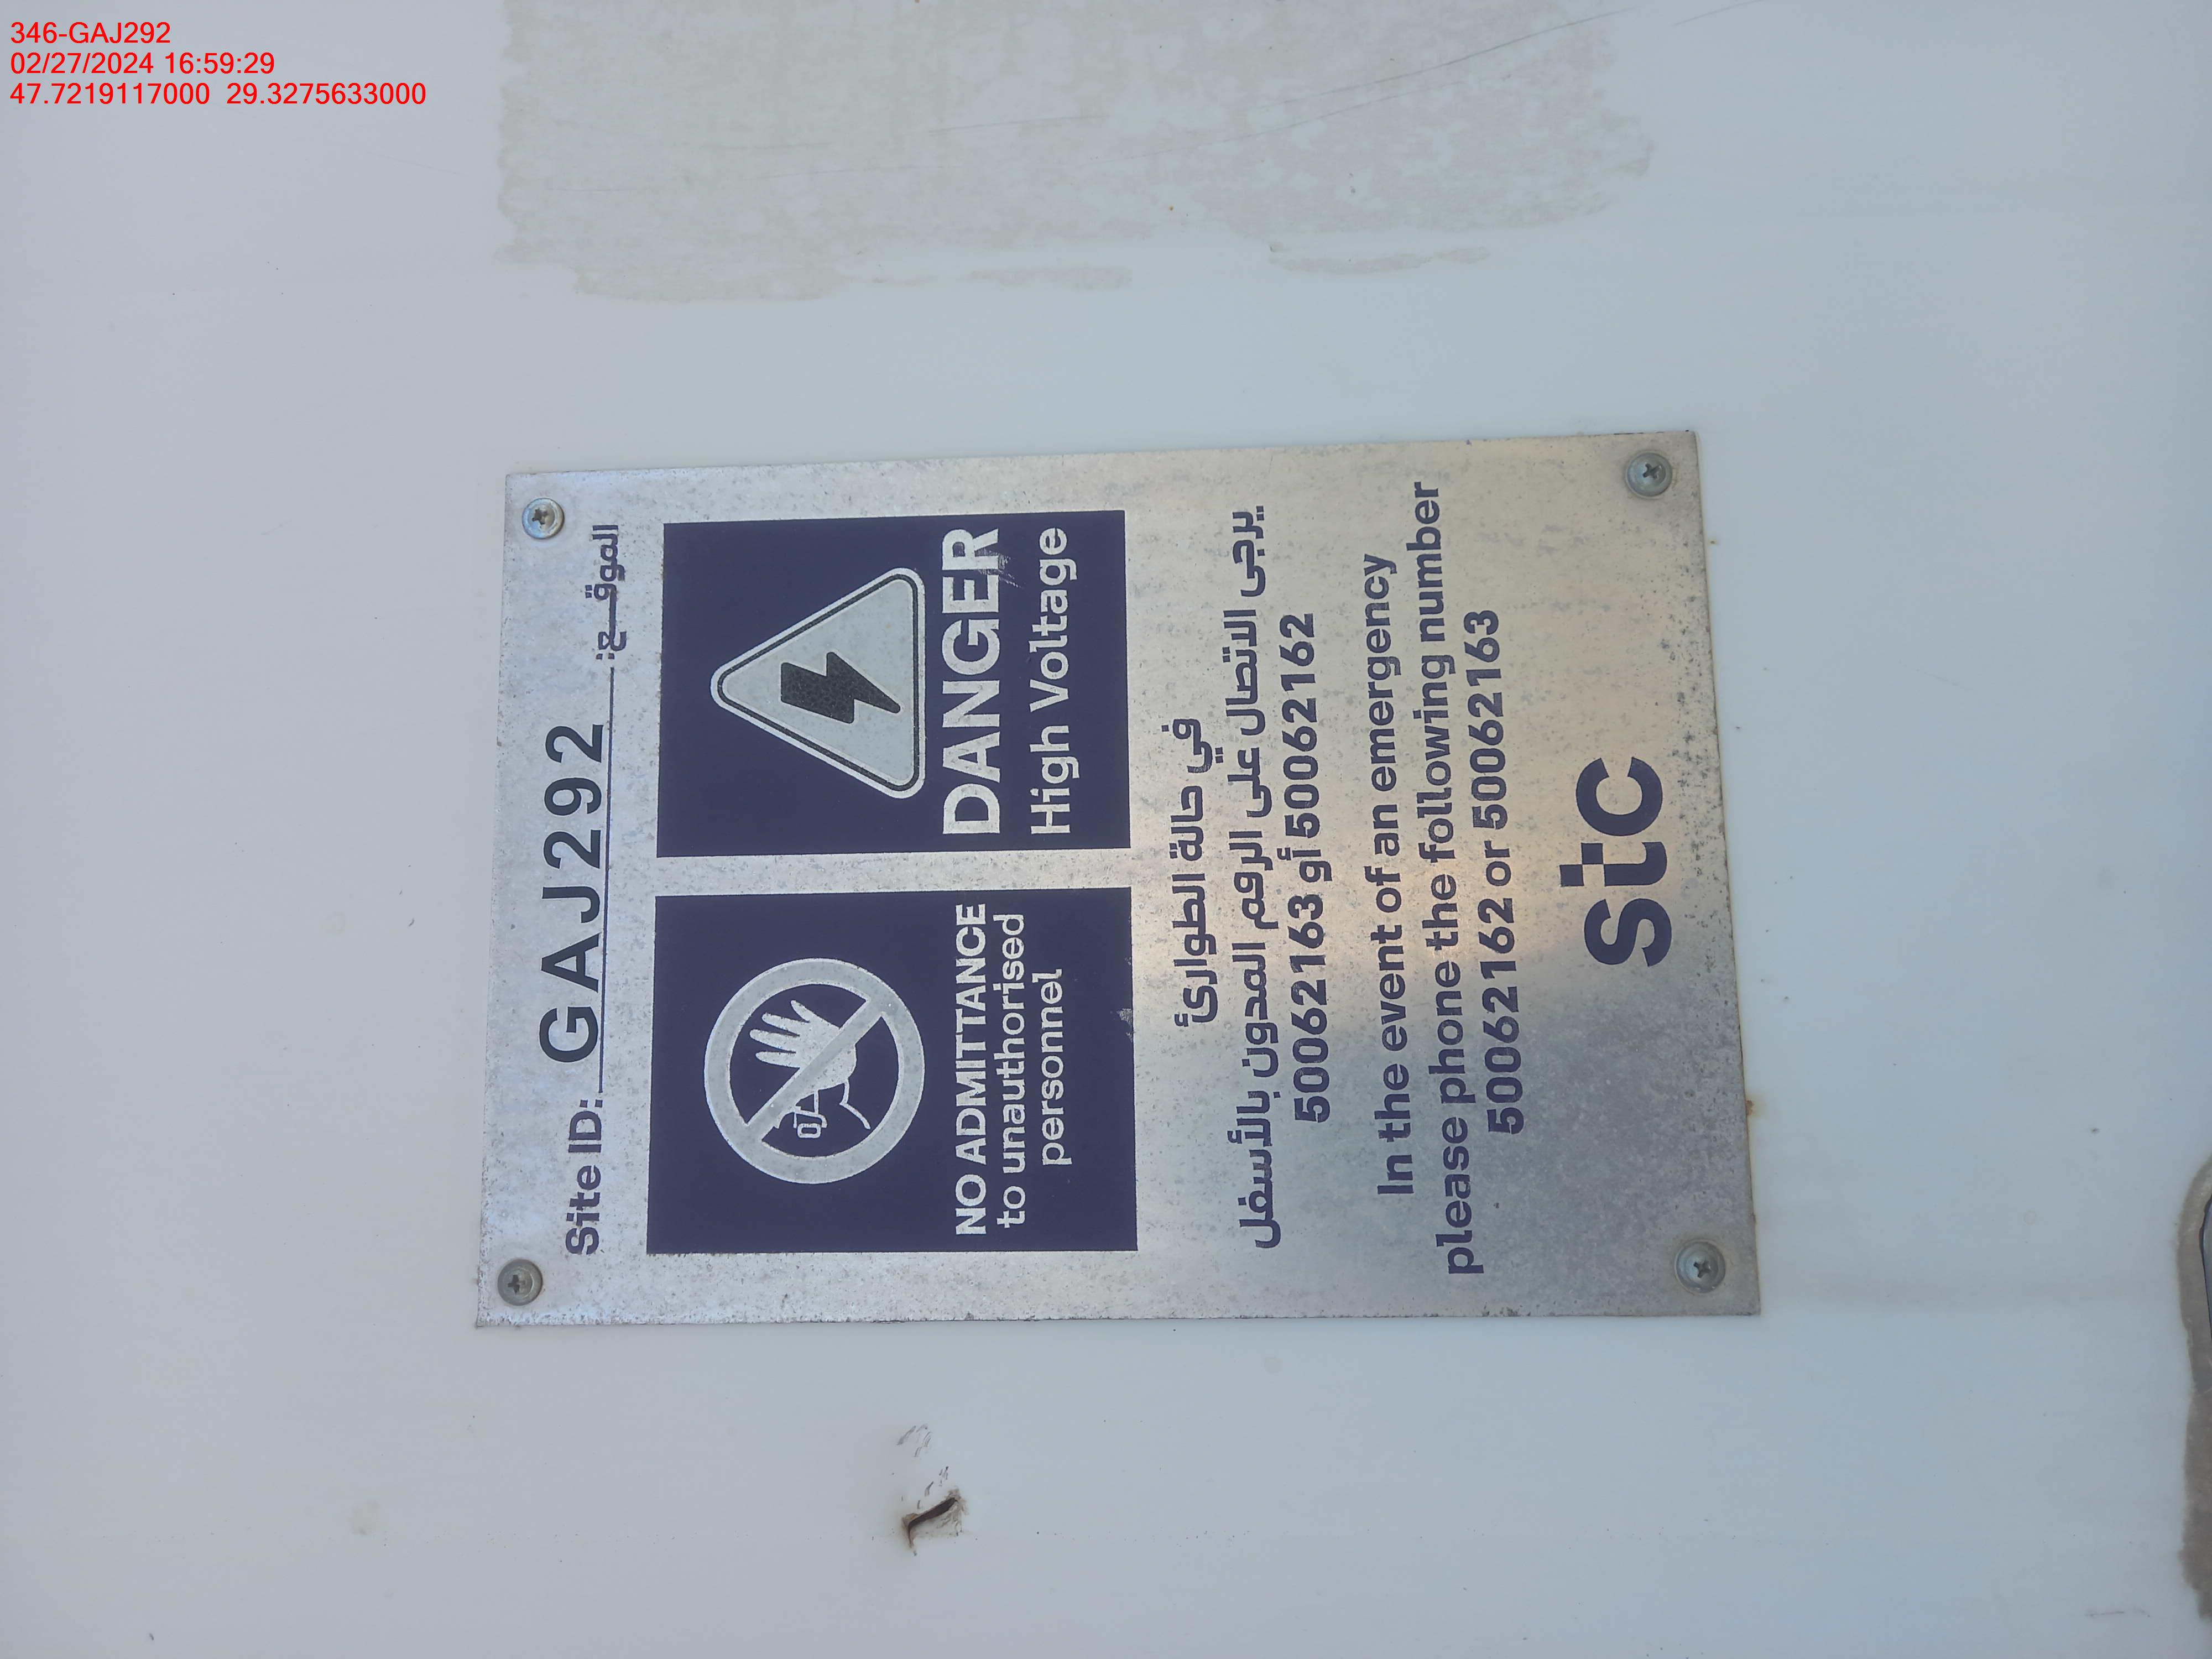 346-GAJ292
02/27/2024 16:59:29
47.7219117000 29.3275633000
Site ID: GAJ292 الموقـــع:
NO ADMITTANCE
to unauthorised
personnel
DANGER
High Voltage
في حالة الطوارئ
يرجى الاتصال على الرقم المدون بالأسفل
50062162 أو 50062163
In the event of an emergency
please phone the following number
50062162 or 50062163
stc